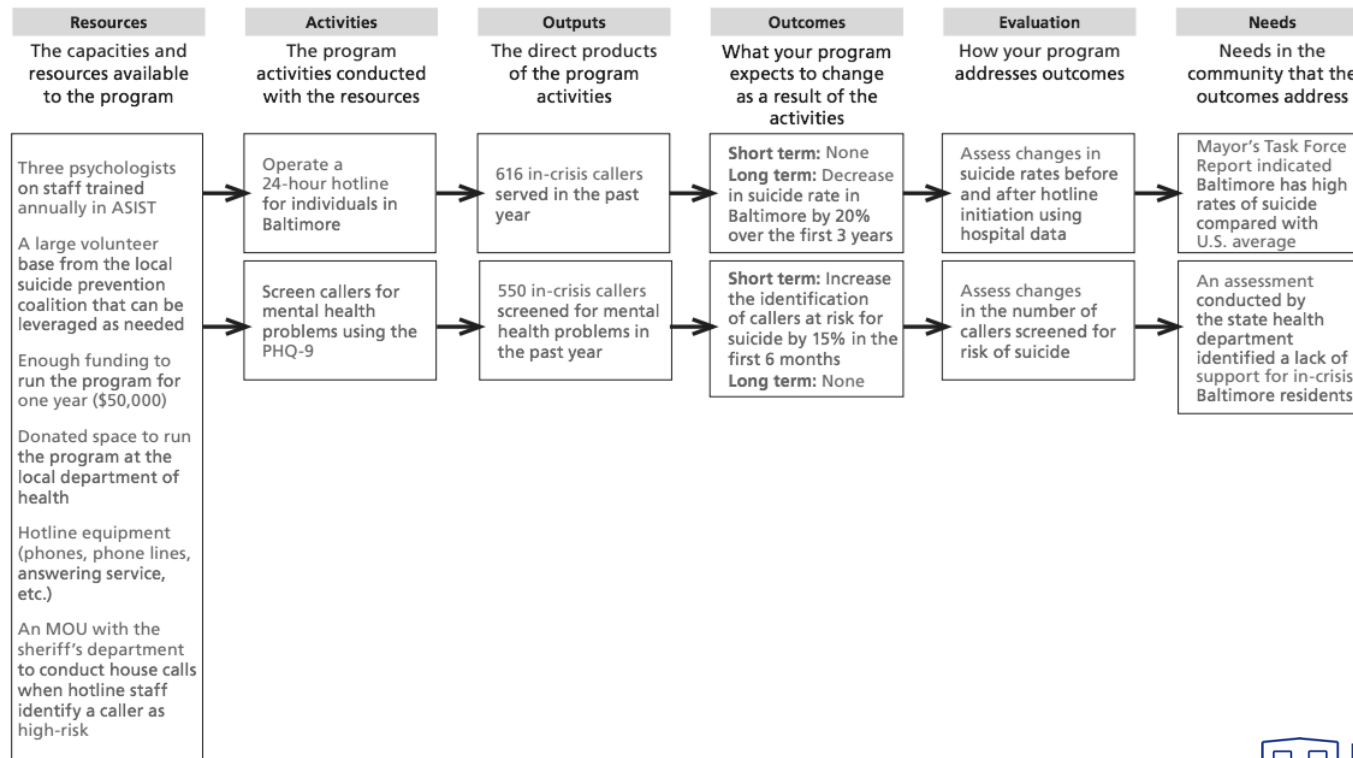 Resources
The capacities and
resources available
to the program
Three psychologists
on staff trained
annually in ASIST
A large volunteer
base from the local
suicide prevention
coalition that can be
leveraged as needed
Enough funding to
run the program for
one year ($50,000)
Donated space to run
the program at the
local department of
health
Hotline equipment
(phones, phone lines,
answering service,
etc.)
An MOU with the
sheriff's department
to conduct house calls
when hotline staff
identify a caller as
high-risk
Activities
The program
activities conducted
with the resources
Operate a
24-hour hotline
for individuals in
Baltimore
Screen callers for
mental health
problems using the
PHQ-9
Outputs
The direct products
of the program
activities
616 in-crisis callers
served in the past
year
550 in-crisis callers
screened for mental
health problems in
the past year
Outcomes
What your program
expects to change
as a result of the
activities
Short term: None
Long term: Decrease
in suicide rate in
Baltimore by 20%
over the first 3 years
Short term: Increase
the identification
of callers at risk for
suicide by 15% in the
first 6 months
Long term: None
Evaluation
How your program
addresses outcomes
Assess changes in
suicide rates before
and after hotline
initiation using
hospital data
Assess changes
in the number of
callers screened for
risk of suicide
Needs
Needs in the
community that the
outcomes address
Mayor's Task Force
Report indicated
Baltimore has high
rates of suicide
compared with
U.S. average
An assessment
conducted by
the state health
department
identified a lack of
support for in-crisis
Baltimore residents